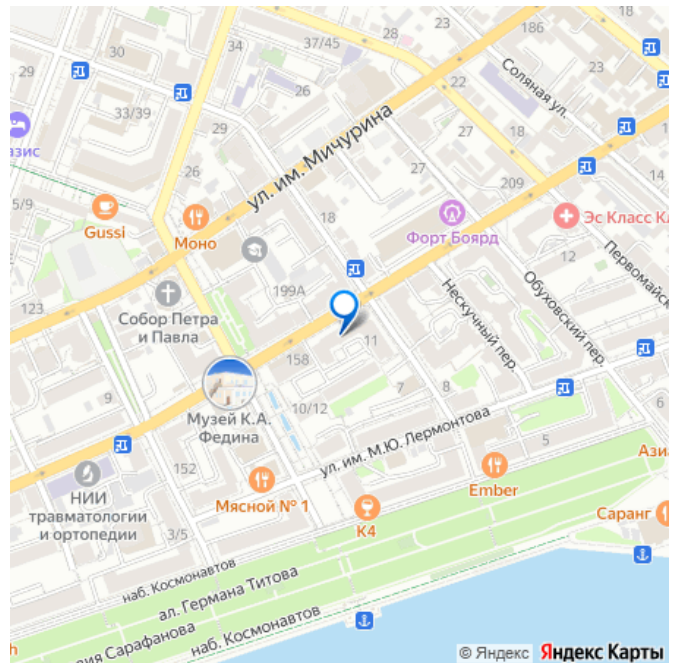 30
34
37/45
28
23
18
186
29
26
22
Соляная ул.
23
33/39
29
азис
ул. им. Мичурина
27
18
26
27
209
14
5/9
Gussi
Моно
18
Форт Боярд
Эс Класс Кл
Первомайск
12
123
Собор Петра
и Павла
199А
Нескучный пер.
Обуховский пер.
158
11
9
Музей К.А.
Федина
10/12
7
8
6
ул. им. М.Ю. Лермонтова
5
152
НИИ
травматологии
и ортопедии
Мясной № 1
Ember
Ази
3/5
К4
Саранг
наб. Космонавтов
ал. Германа Титова
рия Сарафанова
наб. Космонавтов
h
© Яндекс Яндекс Карты